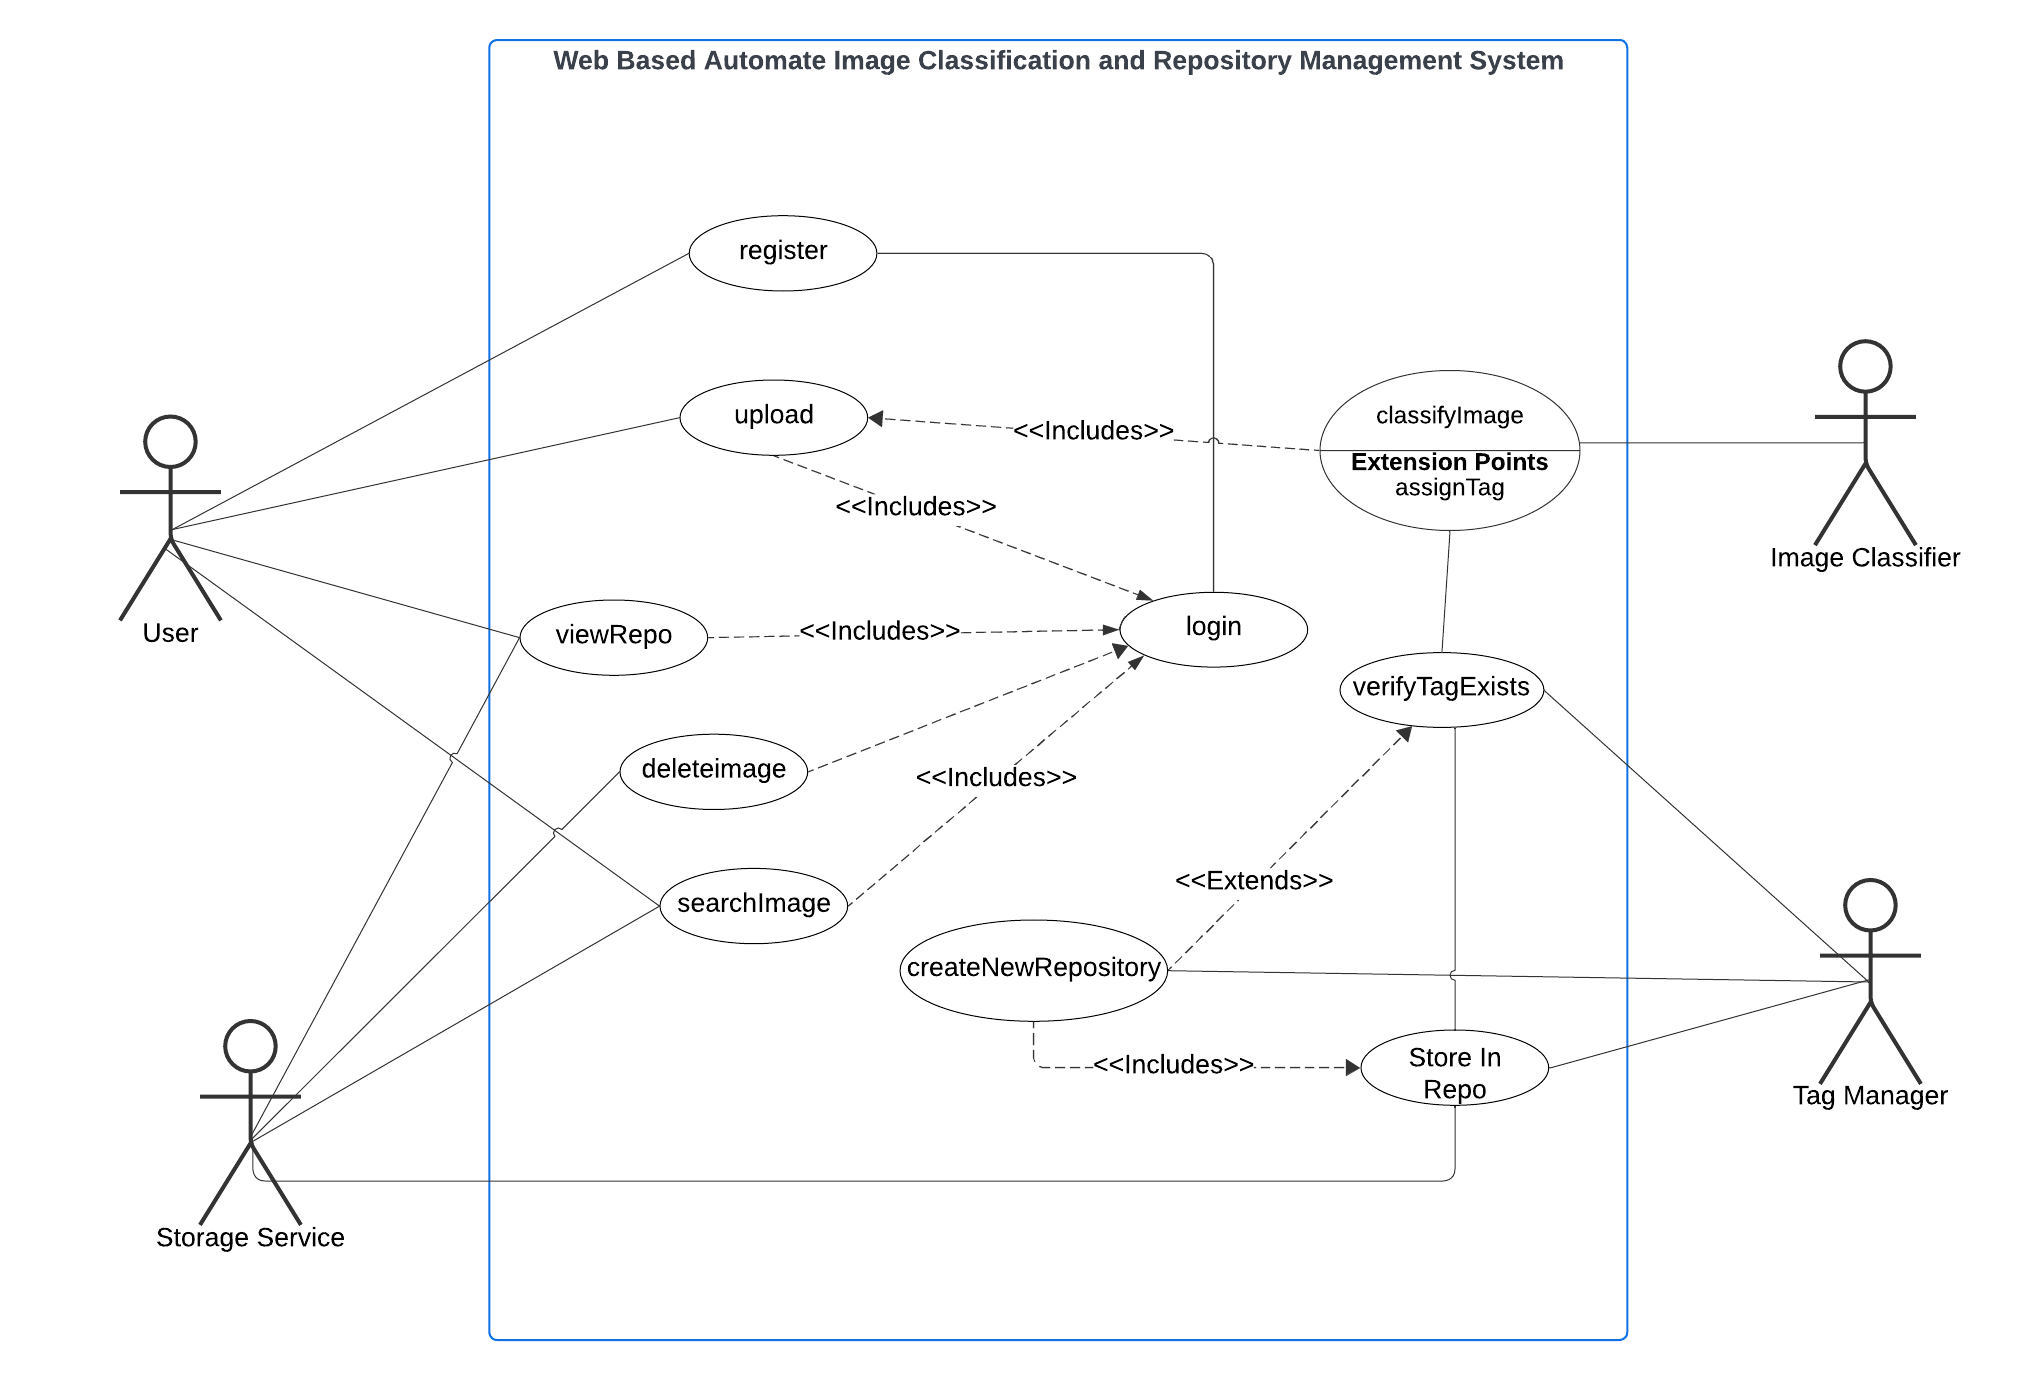 Web Based Automate Image Classification and Repository Management System
register
upload
<<Includes>>
classifyImage
Extension Points
assignTag
<<Includes>>
Image Classifier
User
viewRepo
<<Includes>>
login
verifyTagExists
deleteimage
<<Includes>>
searchImage
<<Extends>>
createNewRepository
<<Includes>>
Store In
Repo
Tag Manager
Storage Service